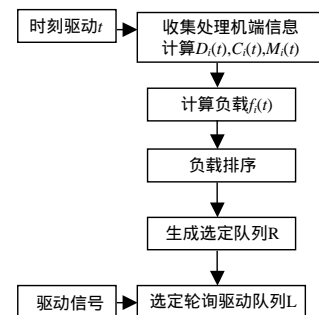 时刻驱动t
收集处理机端信息
计算Di(t),Ci(t),Mi(t)
计算负载fi(t)
负载排序
生成选定队列R
驱动信号
选定轮询驱动队列L